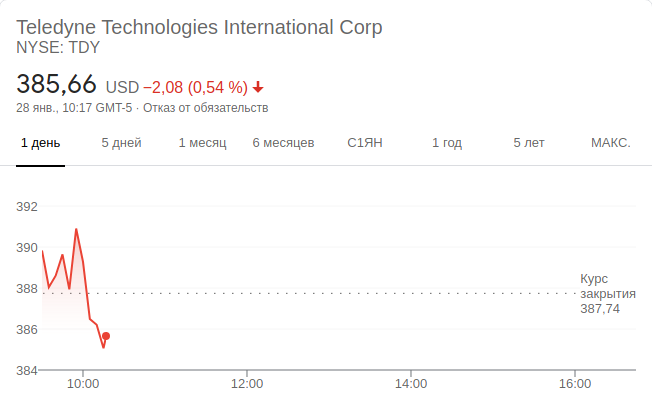 Teledyne Technologies International Corp
NYSE: TDY
385,66 USD −2,08 (0,54 %)
28 янв., 10:17 GMT-5 · Отказ от обязательств
1 день 5 дней 1 месяц 6 месяцев С1ЯН 1 год 5 лет МАКС.
392
390
388
386
384
Курс
закрытия
387,74
10:00 12:00 14:00 16:00